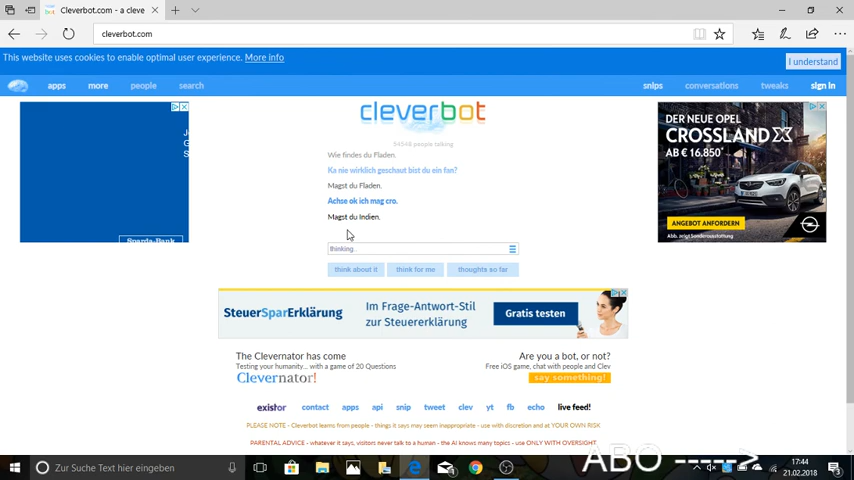 Cleverbot.com - a cleve
cleverbot.com
This website uses cookies to enable optimal user experience. More info
I understand
apps more people search
snips conversations tweaks sign in
cleverbot
54548 people talking
Wie findes du Fladen.
Ka nie wirklich geschaut bist du ein fan?
Magst du Fladen.
Achse ok ich mag cro.
Magst du Indien.
thinking..
think about it think for me thoughts so far
J
G
S
Sparda-Bank
DER NEUE OPEL
CROSSLAND X
AB € 16.850*
ANGEBOT ANFORDERN
Abb. zeigt Sonderausstattung
SteuerSparErklärung
Im Frage-Antwort-Stil
zur Steuererklärung
Gratis testen
The Clevernator has come
Testing your humanity... with a game of 20 Questions
Clevernator!
Are you a bot, or not?
Free iOS game, chat with people and Clev
say something!
existor contact apps api snip tweet clev yt fb echo live feed!
PLEASE NOTE - Cleverbot learns from people - things it says may seem inappropriate - use with discretion and at YOUR OWN RISK
PARENTAL ADVICE - whatever it says, visitors never talk to a human - the AI knows many topics - use ONLY WITH OVERSIGHT
ABO ----->
Zur Suche Text hier eingeben
17:44
21.02.2018